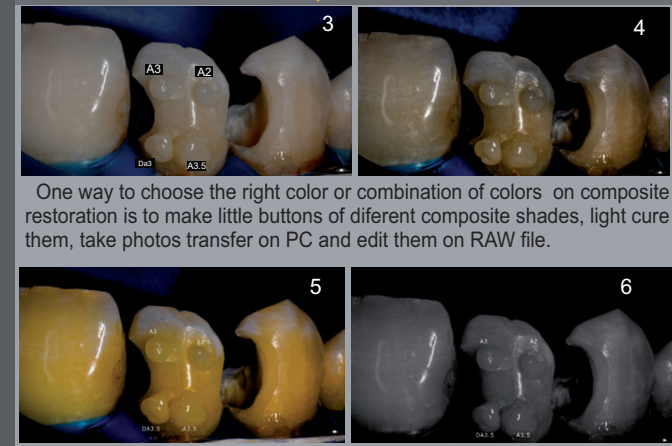 3
4
A3
A2
Da3
A3.5
One way to choose the right color or combination of colors on composite
restoration is to make little buttons of diferent composite shades, light cure
them, take photos transfer on PC and edit them on RAW file.
5
6
A3
DA3.5
A3.5
A3
A2
DA3.5
A3.5